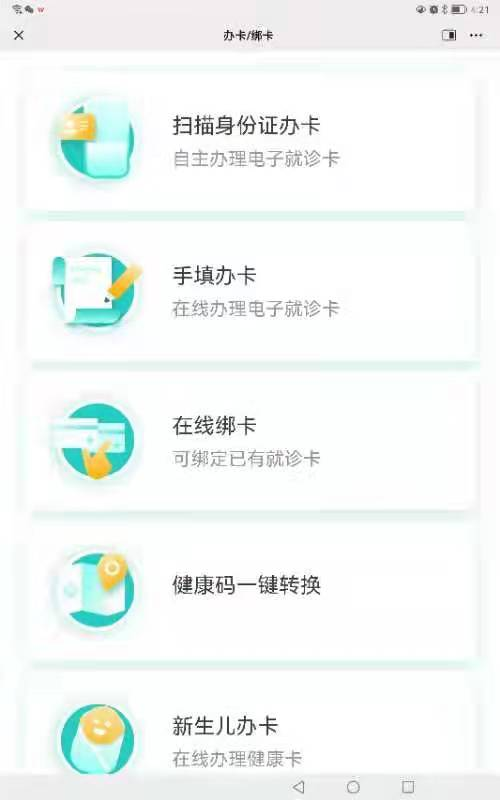 4:21
办卡/绑卡
扫描身份证办卡
自主办理电子就诊卡
手填办卡
在线办理电子就诊卡
在线绑卡
可绑定已有就诊卡
健康码一键转换
新生儿办卡
在线办理健康卡